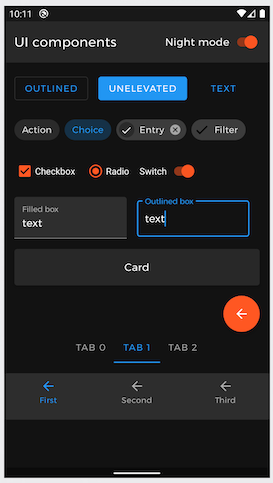 10:11
UI components Night mode
OUTLINED UNELEVATED TEXT
Action Choice Entry Filter
Checkbox Radio Switch
Filled box Outlined box
text text
Card
TAB 0 TAB 1 TAB 2
First Second Third